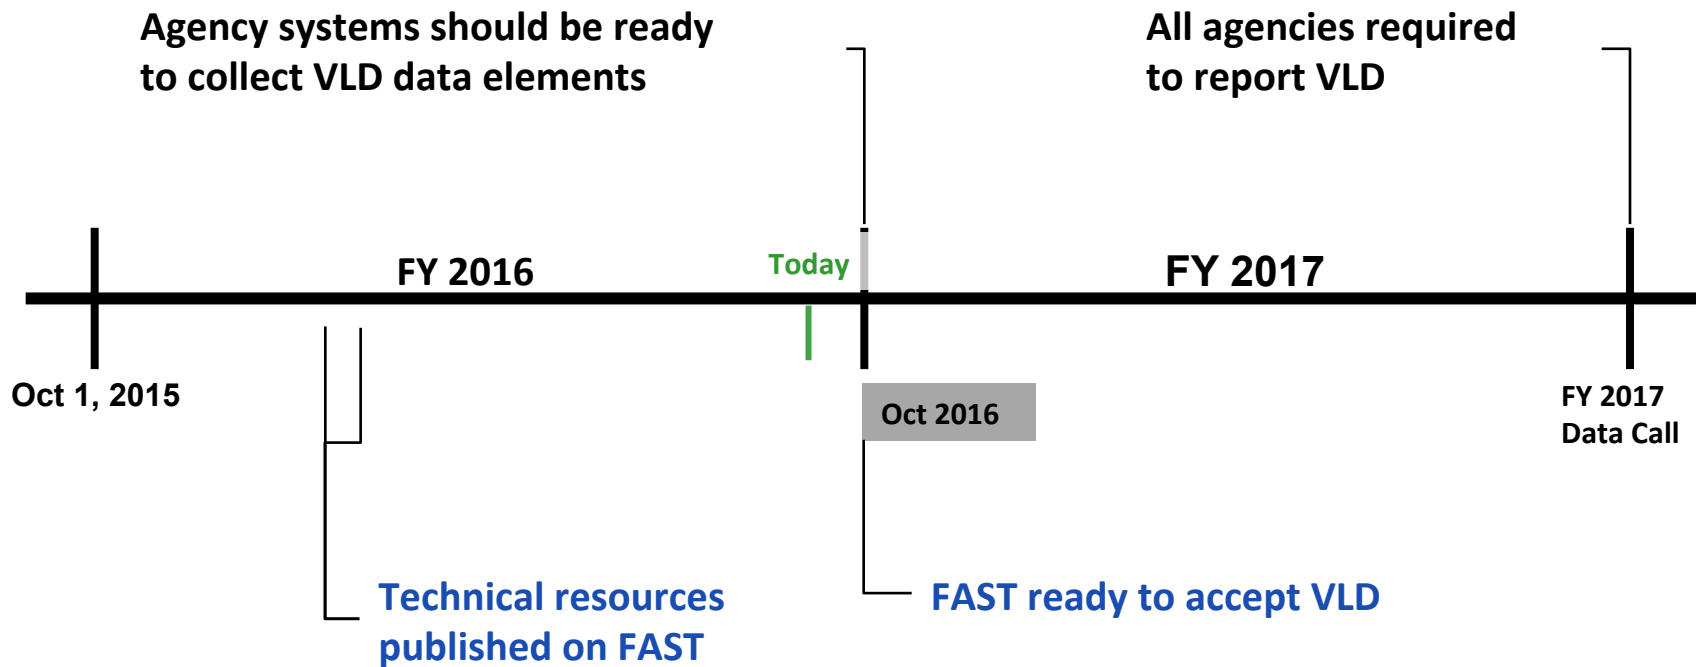 Agency systems should be ready
to collect VLD data elements
All agencies required
to report VLD
FY 2016
Today
FY 2017
Oct 1, 2015
Oct 2016
FY 2017
Data Call
Technical resources
published on FAST
FAST ready to accept VLD